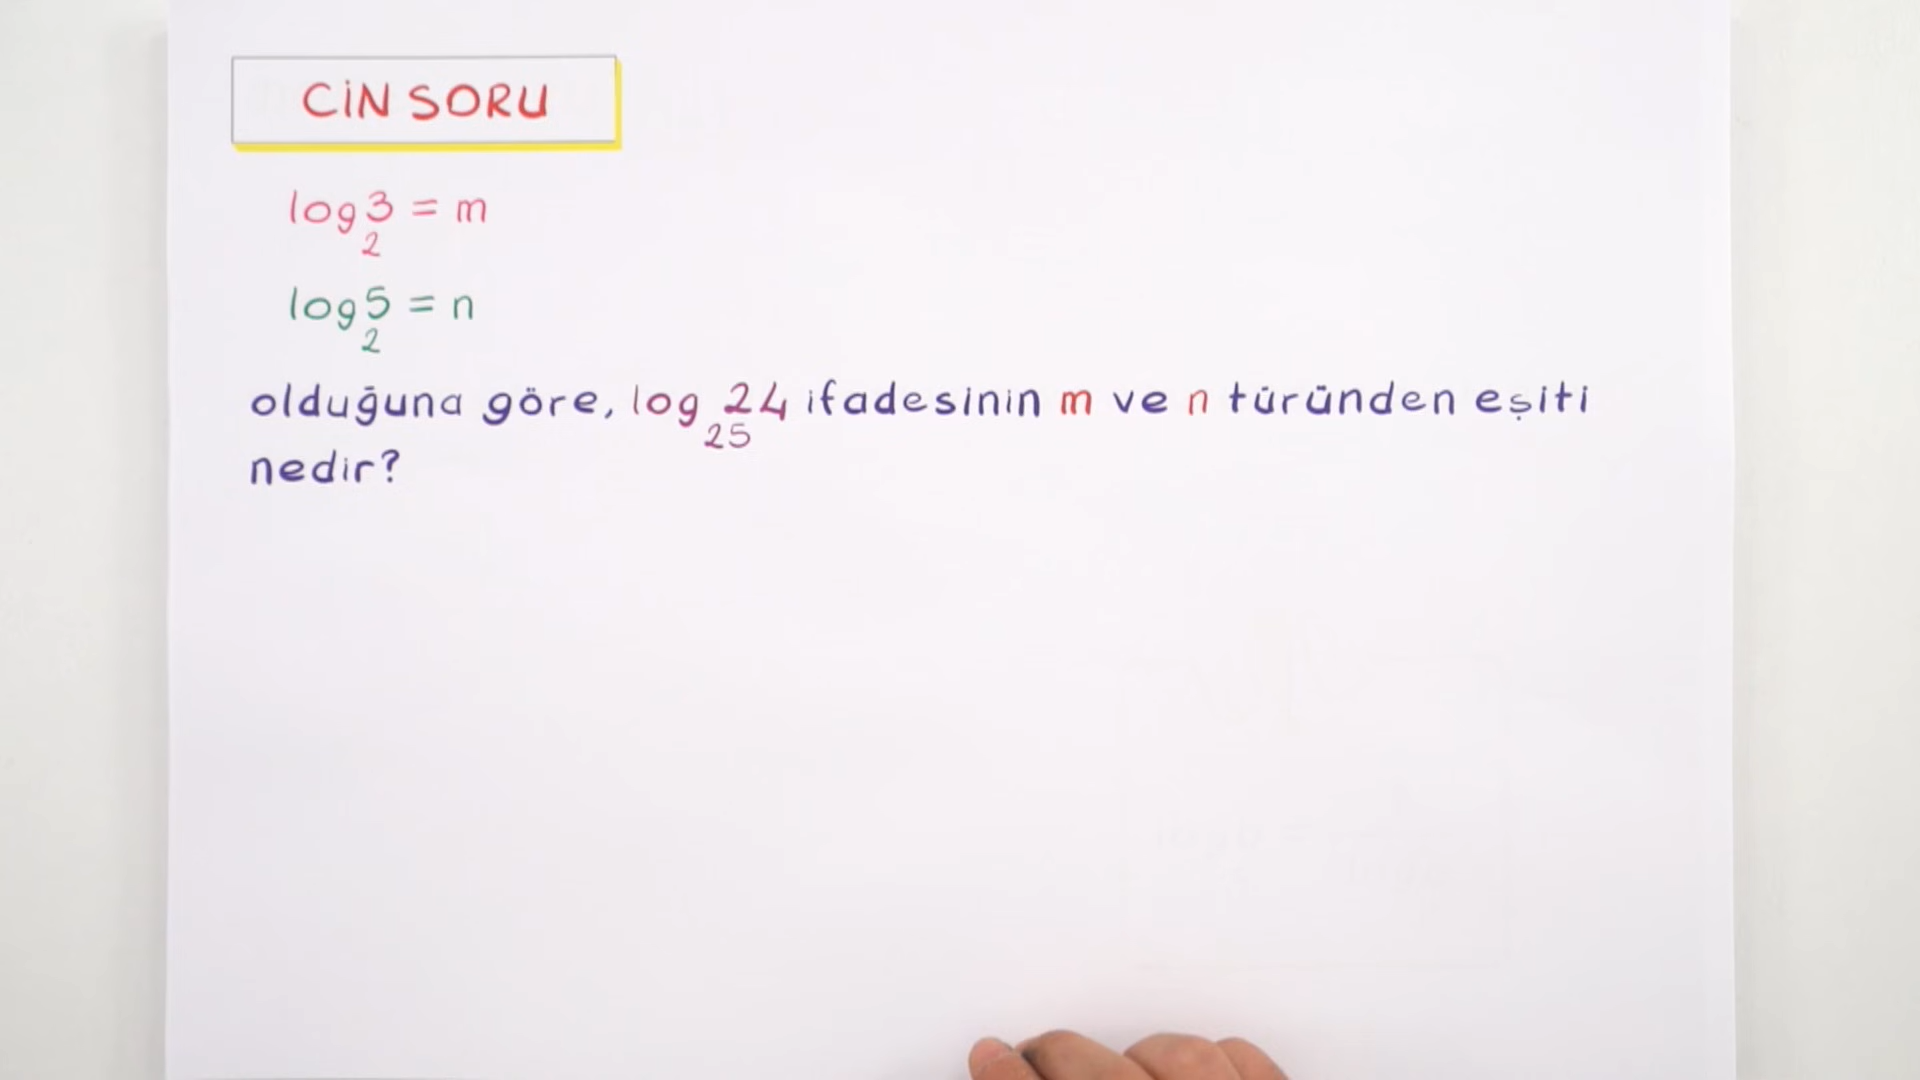 CİN SORU
log₂3 = m
log₂5 = n
olduğuna göre, log₂₅24 ifadesinin m ve n türünden eşiti
nedir?